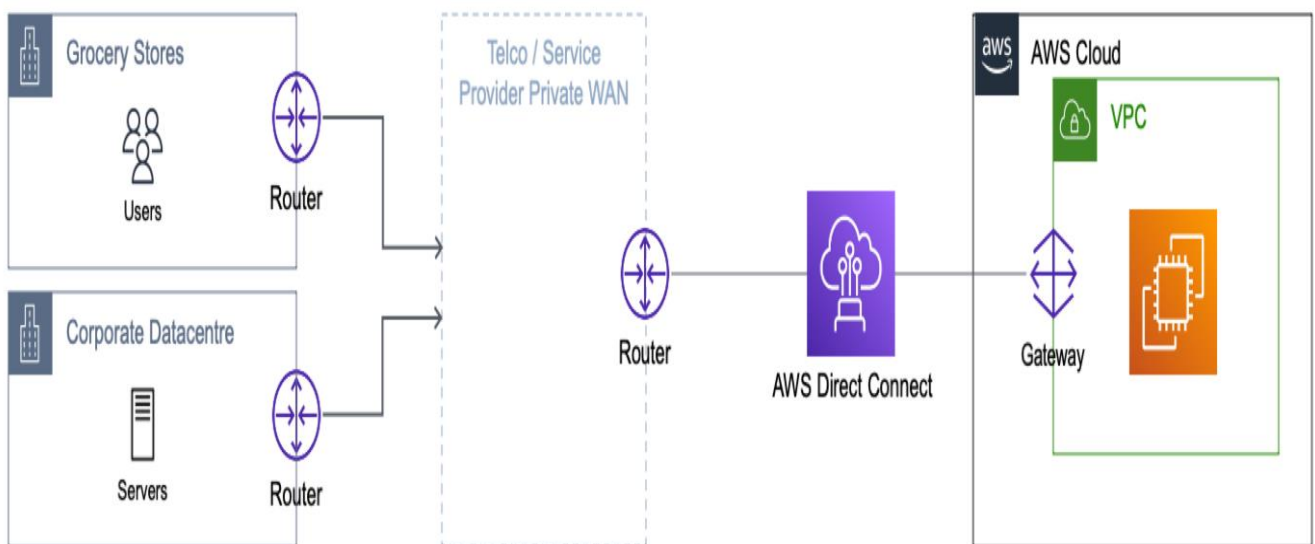 Grocery Stores
Users
Router
Corporate Datacentre
Servers
Router
Telco / Service
Provider Private WAN
Router
AWS Direct Connect
aws
AWS Cloud
VPC
Gateway